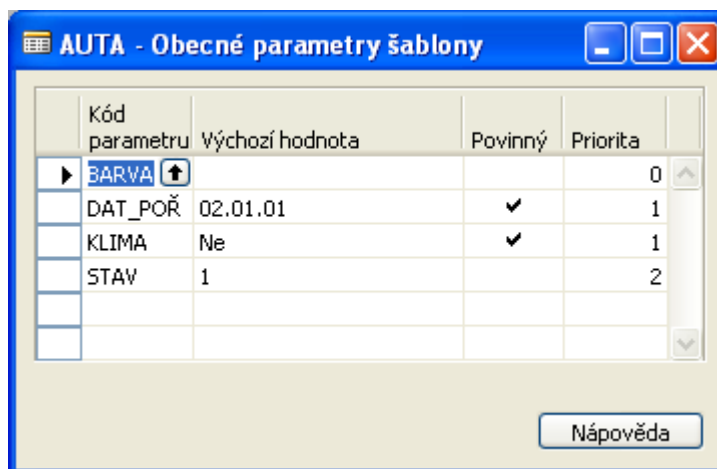 AUTA - Obecné parametry šablony
Kód parametru Výchozí hodnota Povinný Priorita
BARVA 0
DAT_POŘ 02.01.01 ✔ 1
KLIMA Ne ✔ 1
STAV 1 2
Nápověda